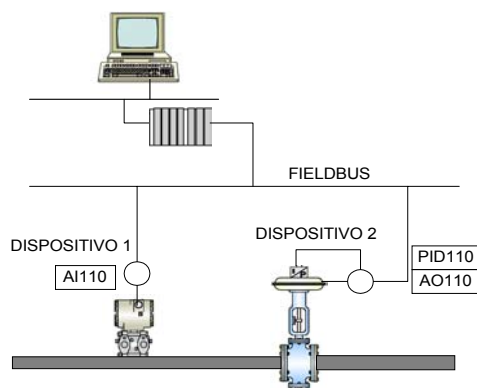 FIELDBUS
DISPOSITIVO 1
DISPOSITIVO 2
AI110
PID110
AO110